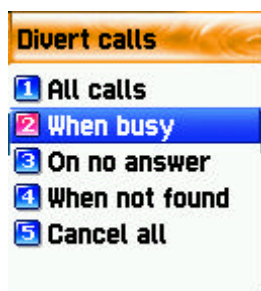 Divert calls
1 All calls
2 When busy
3 On no answer
4 When not found
5 Cancel all